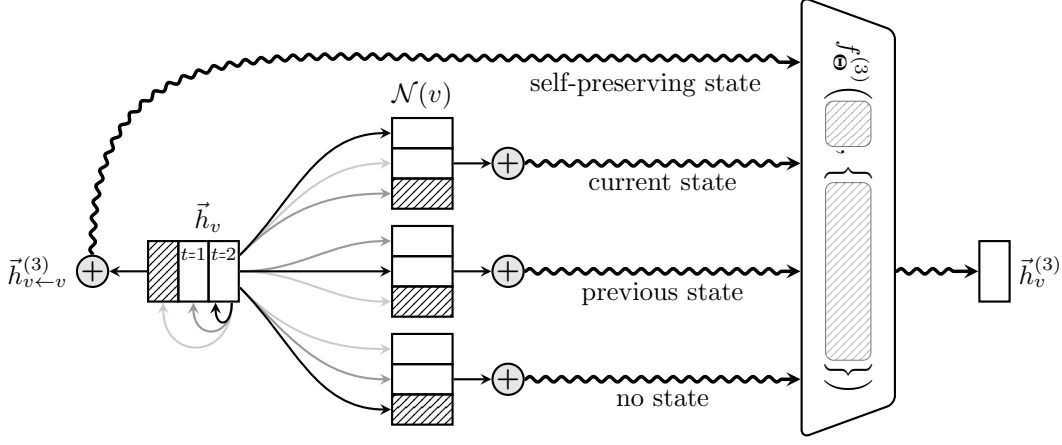 self-preserving state
𝒩(v)
current state
h⃗_v
t=1 t=2
h⃗_{v←v}^{(3)}
previous state
no state
f_Θ^{(3)} ( , { } )
h⃗_v^{(3)}